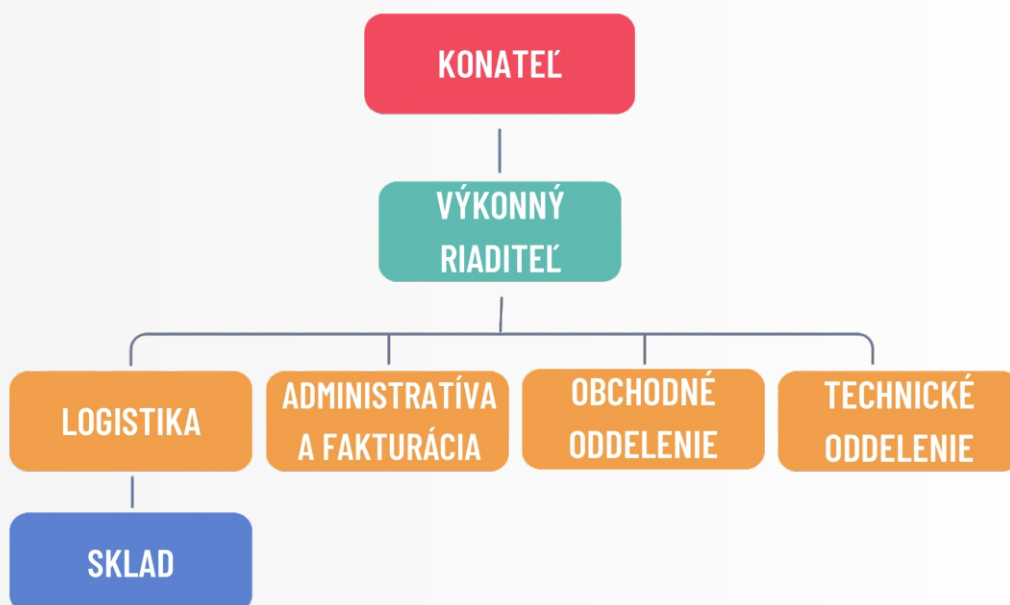 KONATEĽ
VÝKONNÝ
RIADITEĽ
LOGISTIKA
ADMINISTRATÍVA
A FAKTURÁCIA
OBCHODNÉ
ODDELENIE
TECHNICKÉ
ODDELENIE
SKLAD